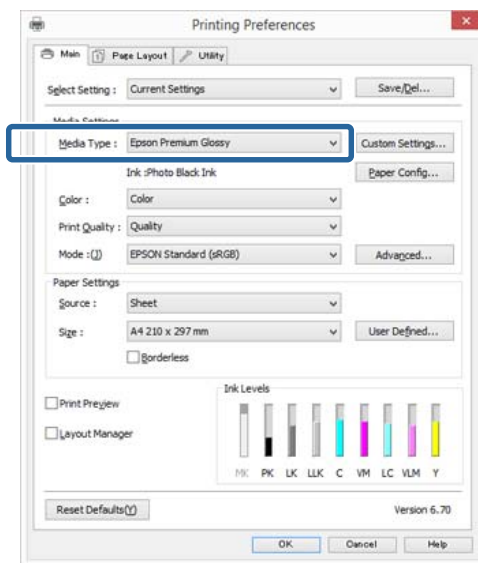 Printing Preferences
Main Page Layout Utility
Select Setting : Current Settings Save/Del...
Media Settings
Media Type : Epson Premium Glossy Custom Settings...
Ink :Photo Black Ink Paper Config...
Color : Color
Print Quality : Quality
Mode :(J) EPSON Standard (sRGB) Advanced...
Paper Settings
Source : Sheet
Size : A4 210 x 297 mm User Defined...
Borderless
Ink Levels
Print Preview
Layout Manager
MK PK LK LLK C VM LC VLM Y
Reset Defaults(Y) Version 6.70
OK Cancel Help